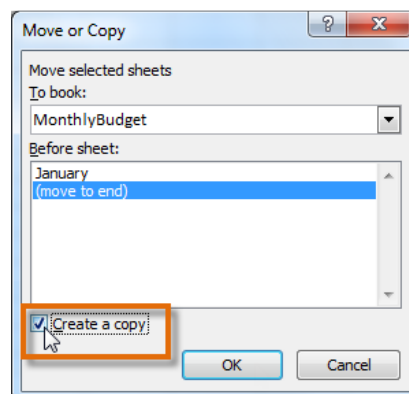 Move or Copy
Move selected sheets
To book:
MonthlyBudget
Before sheet:
January
(move to end)
Create a copy
OK Cancel